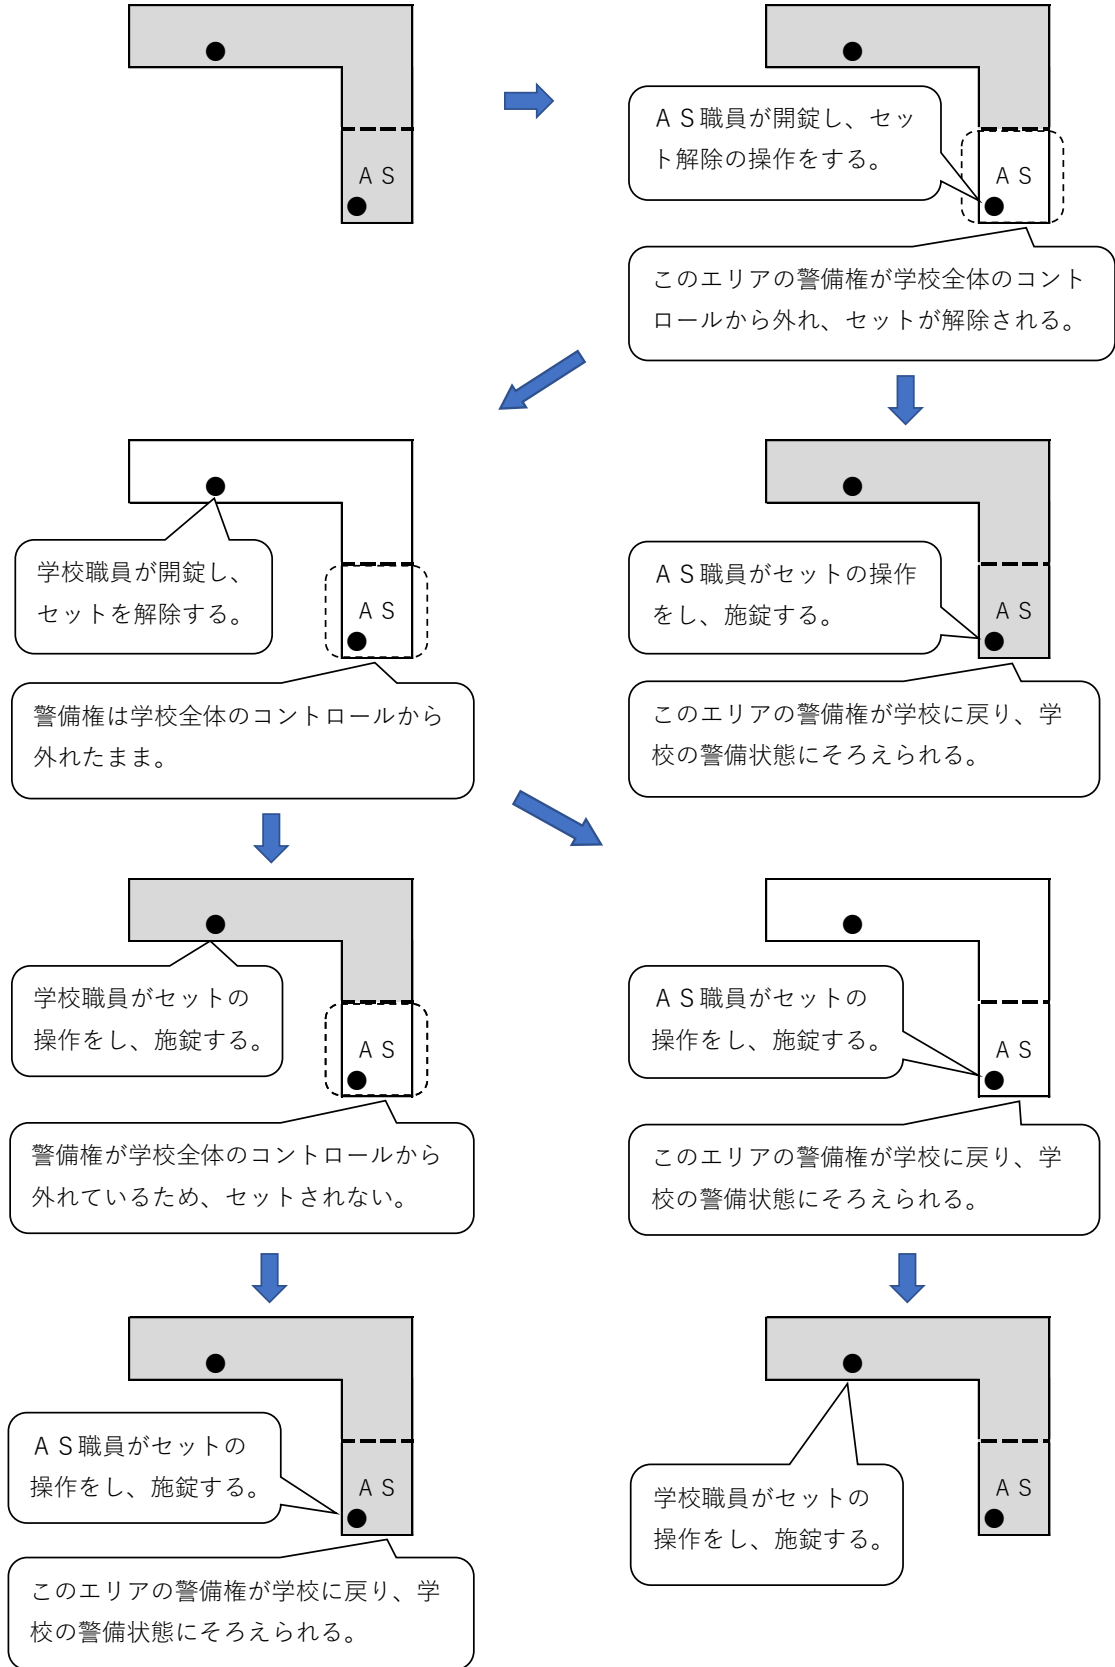 ＡＳ
ＡＳ職員が開錠し、セッ
ト解除の操作をする。
ＡＳ
このエリアの警備権が学校全体のコント
ロールから外れ、セットが解除される。
学校職員が開錠し、
セットを解除する。
ＡＳ
警備権は学校全体のコントロールから
外れたまま。
ＡＳ職員がセットの操作
をし、施錠する。
ＡＳ
このエリアの警備権が学校に戻り、学
校の警備状態にそろえられる。
学校職員がセットの
操作をし、施錠する。
ＡＳ
警備権が学校全体のコントロールから
外れているため、セットされない。
ＡＳ職員がセットの
操作をし、施錠する。
ＡＳ
このエリアの警備権が学校に戻り、学
校の警備状態にそろえられる。
ＡＳ職員がセットの
操作をし、施錠する。
ＡＳ
このエリアの警備権が学校に戻り、学
校の警備状態にそろえられる。
ＡＳ
学校職員がセットの
操作をし、施錠する。